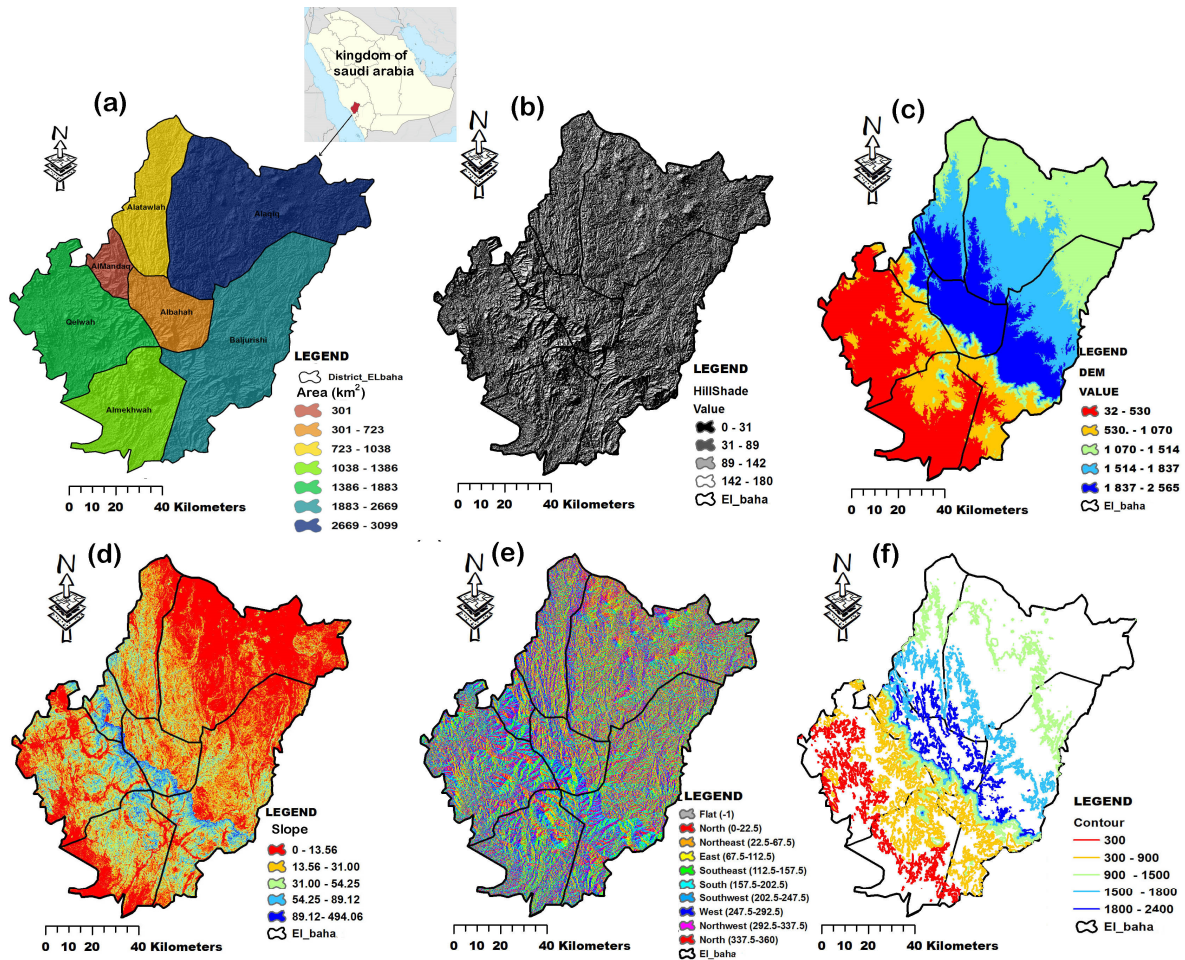 kingdom of
saudi arabia
(a)
N
Alatawlah
Alaqiq
AlMandaq
Albahah
Qelwah
Baljurishi
Almekhwah
LEGEND
District_ELbaha
Area (km²)
301
301 - 723
723 - 1038
1038 - 1386
1386 - 1883
1883 - 2669
2669 - 3099
0 10 20 40 Kilometers
(b)
N
LEGEND
HillShade
Value
0 - 31
31 - 89
89 - 142
142 - 180
El_baha
0 10 20 40 Kilometers
(c)
N
LEGEND
DEM
VALUE
32 - 530
530. - 1 070
1 070 - 1 514
1 514 - 1 837
1 837 - 2 565
El_baha
0 10 20 40 Kilometers
(d)
N
LEGEND
Slope
0 - 13.56
13.56 - 31.00
31.00 - 54.25
54.25 - 89.12
89.12- 494.06
El_baha
0 10 20 40 Kilometers
(e)
N
LEGEND
Flat (-1)
North (0-22.5)
Northeast (22.5-67.5)
East (67.5-112.5)
Southeast (112.5-157.5)
South (157.5-202.5)
Southwest (202.5-247.5)
West (247.5-292.5)
Northwest (292.5-337.5)
North (337.5-360)
El_baha
0 10 20 40 Kilometers
(f)
N
LEGEND
Contour
300
300 - 900
900 - 1500
1500 - 1800
1800 - 2400
El_baha
0 10 20 40 Kilometers